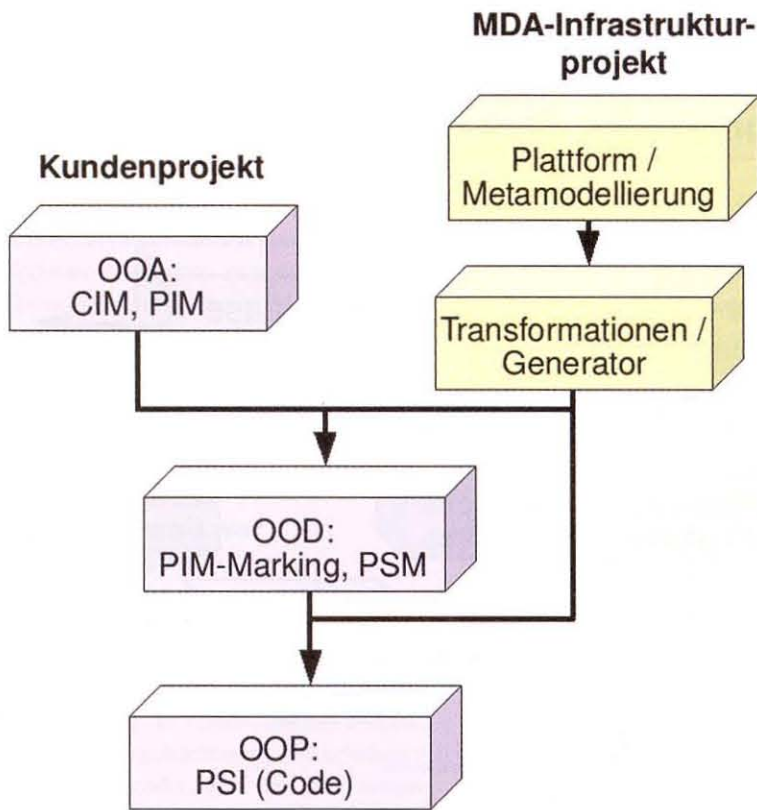 MDA-Infrastruktur-
projekt
Plattform /
Metamodellierung
Kundenprojekt
OOA:
CIM, PIM
Transformationen /
Generator
OOD:
PIM-Marking, PSM
OOP:
PSI (Code)